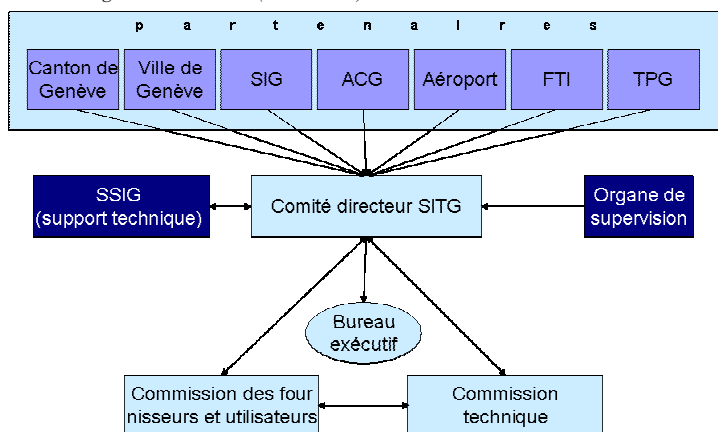 p a r t e n a i r e s
Canton de
Genève
Ville de
Genève
SIG
ACG
Aéroport
FTI
TPG
SSIG
(support technique)
Comité directeur SITG
Organe de
supervision
Bureau
exécutif
Commission des four
nisseurs et utilisateurs
Commission
technique